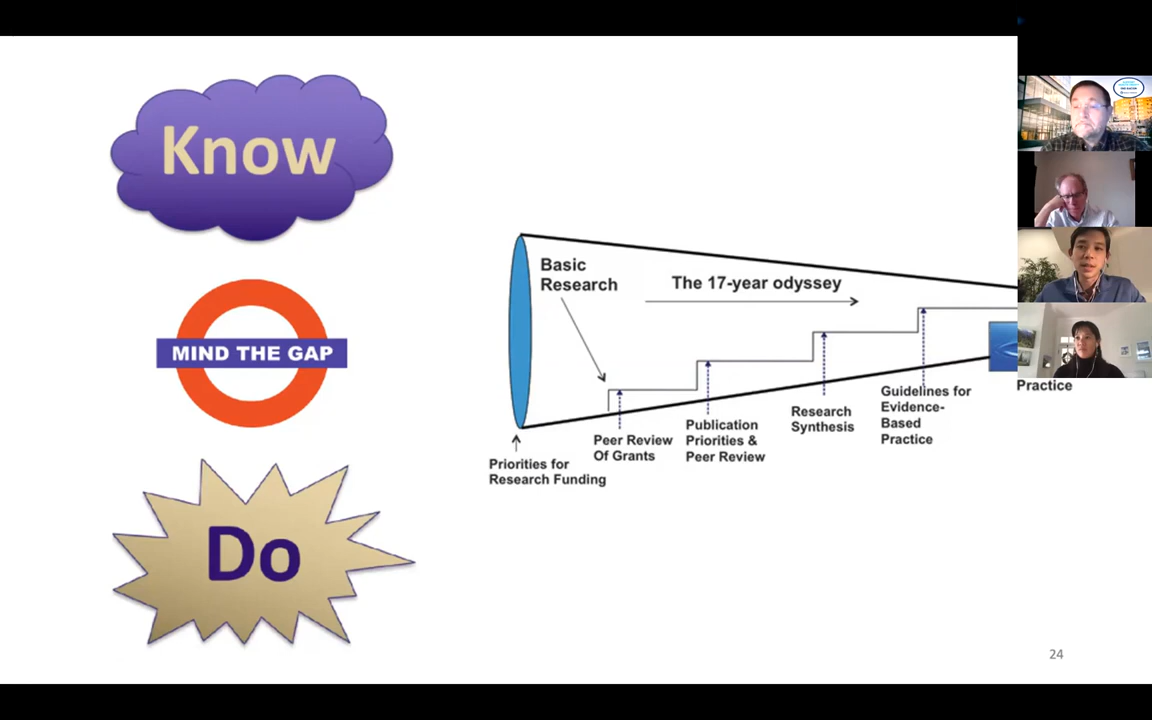 Know
MIND THE GAP
Do
Basic
Research
The 17-year odyssey
Priorities for
Research Funding
Peer Review
Of Grants
Publication
Priorities &
Peer Review
Research
Synthesis
Guidelines for
Evidence-
Based
Practice
Practice
24